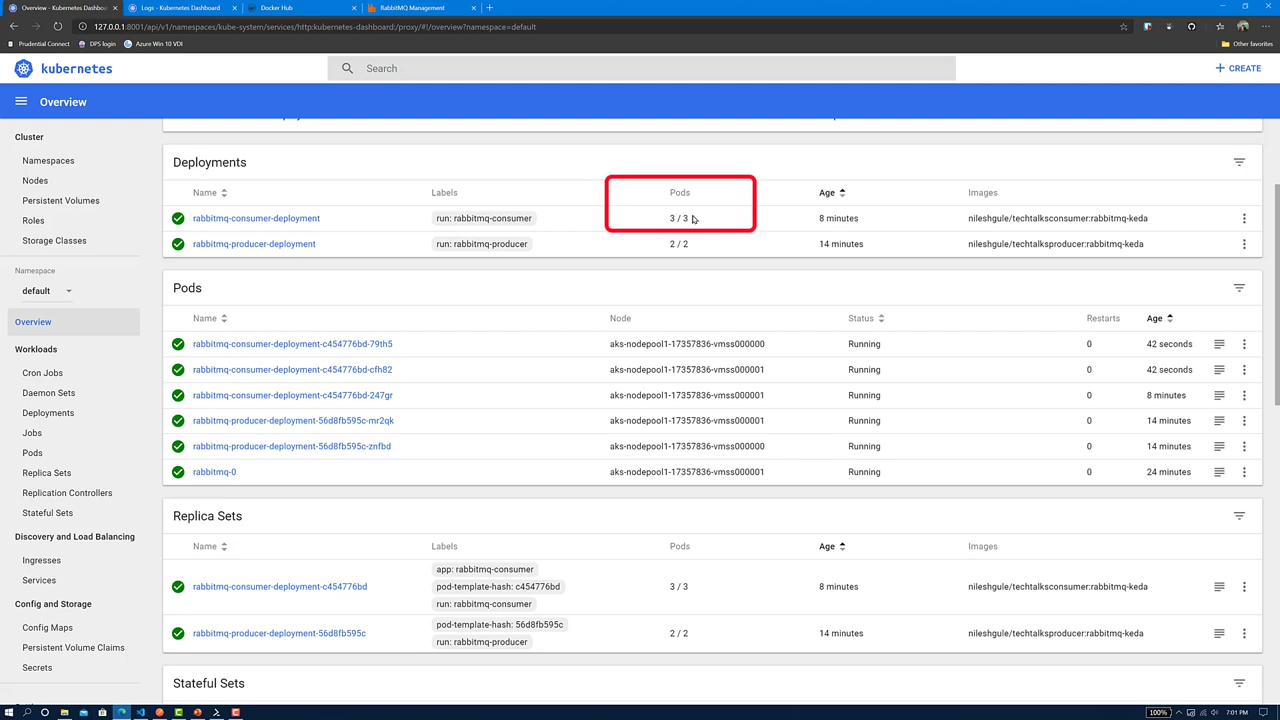 Overview - Kubernetes Dashbo
Logs - Kubernetes Dashboard
Docker Hub
RabbitMQ Management
127.0.0.1:8001/api/v1/namespaces/kube-system/services/http:kubernetes-dashboard:/proxy/#!/overview?namespace=default
Prudential Connect
DPS login
Azure Win 10 VDI
Other favorites
kubernetes
Search
+ CREATE
Overview
Cluster
Namespaces
Nodes
Persistent Volumes
Roles
Storage Classes
Namespace
default
Overview
Workloads
Cron Jobs
Daemon Sets
Deployments
Jobs
Pods
Replica Sets
Replication Controllers
Stateful Sets
Discovery and Load Balancing
Ingresses
Services
Config and Storage
Config Maps
Persistent Volume Claims
Secrets
Deployments
Name Labels Pods Age Images
rabbitmq-consumer-deployment run: rabbitmq-consumer 3 / 3 8 minutes nileshgule/techtalksconsumer:rabbitmq-keda
rabbitmq-producer-deployment run: rabbitmq-producer 2 / 2 14 minutes nileshgule/techtalksproducer:rabbitmq-keda
Pods
Name Node Status Restarts Age
rabbitmq-consumer-deployment-c454776bd-79th5 aks-nodepool1-17357836-vmss000000 Running 0 42 seconds
rabbitmq-consumer-deployment-c454776bd-cfh82 aks-nodepool1-17357836-vmss000001 Running 0 42 seconds
rabbitmq-consumer-deployment-c454776bd-247gr aks-nodepool1-17357836-vmss000001 Running 0 8 minutes
rabbitmq-producer-deployment-56d8fb595c-mr2qk aks-nodepool1-17357836-vmss000001 Running 0 14 minutes
rabbitmq-producer-deployment-56d8fb595c-znfbd aks-nodepool1-17357836-vmss000000 Running 0 14 minutes
rabbitmq-0 aks-nodepool1-17357836-vmss000001 Running 0 24 minutes
Replica Sets
Name Labels Pods Age Images
app: rabbitmq-consumer
rabbitmq-consumer-deployment-c454776bd pod-template-hash: c454776bd 3 / 3 8 minutes nileshgule/techtalksconsumer:rabbitmq-keda
run: rabbitmq-consumer
pod-template-hash: 56d8fb595c
rabbitmq-producer-deployment-56d8fb595c 2 / 2 14 minutes nileshgule/techtalksproducer:rabbitmq-keda
run: rabbitmq-producer
Stateful Sets
100%
7:01 PM